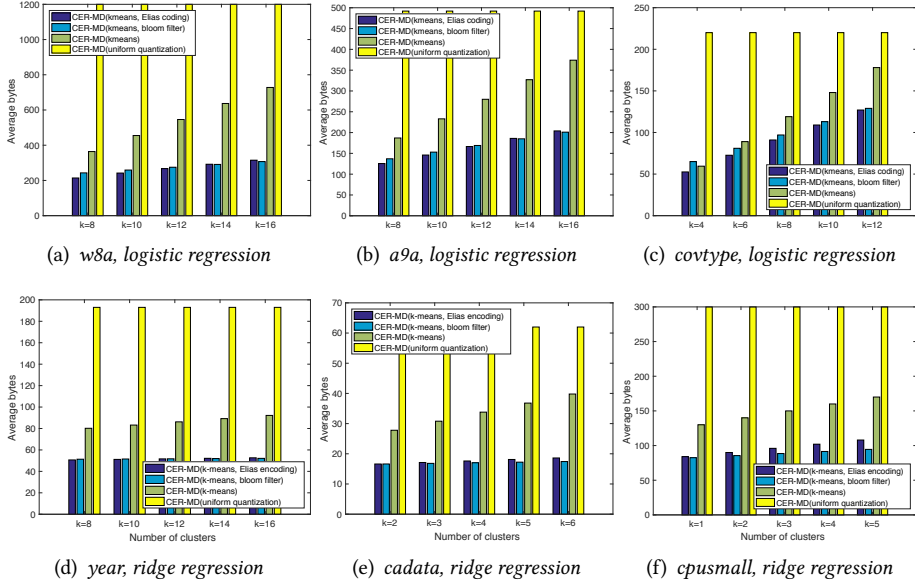 1200
1000
800
600
400
200
0
Average bytes
CER-MD(kmeans, Elias coding)
CER-MD(kmeans, bloom filter)
CER-MD(kmeans)
CER-MD(uniform quantization)
k=8 k=10 k=12 k=14 k=16
(a) w8a, logistic regression
500
450
400
350
300
250
200
150
100
50
0
Average bytes
CER-MD(kmeans, Elias coding)
CER-MD(kmeans, bloom filter)
CER-MD(kmeans)
CER-MD(uniform quantization)
k=8 k=10 k=12 k=14 k=16
(b) a9a, logistic regression
250
200
150
100
50
0
Average bytes
CER-MD(kmeans, Elias coding)
CER-MD(kmeans, bloom filter)
CER-MD(kmeans)
CER-MD(uniform quantization)
k=4 k=6 k=8 k=10 k=12
(c) covtype, logistic regression
200
180
160
140
120
100
80
60
40
20
0
Average bytes
CER-MD(k-means, Elias encoding)
CER-MD(k-means, bloom filter)
CER-MD(k-means)
CER-MD(uniform quantization)
k=8 k=10 k=12 k=14 k=16
Number of clusters
(d) year, ridge regression
70
60
50
40
30
20
10
0
Average bytes
CER-MD(k-means, Elias encoding)
CER-MD(k-means, bloom filter)
CER-MD(k-means)
CER-MD(uniform quantization)
k=2 k=3 k=4 k=5 k=6
Number of clusters
(e) cadata, ridge regression
300
250
200
150
100
50
0
Average bytes
CER-MD(k-means, Elias encoding)
CER-MD(k-means, bloom filter)
CER-MD(k-means)
CER-MD(uniform quantization)
k=1 k=2 k=3 k=4 k=5
Number of clusters
(f) cpusmall, ridge regression